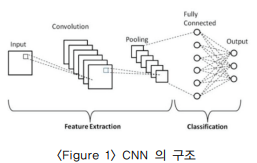 Fully
Connected
Convolution
Input
Pooling
Output
Feature Extraction
Classification
<Figure 1> CNN 의 구조